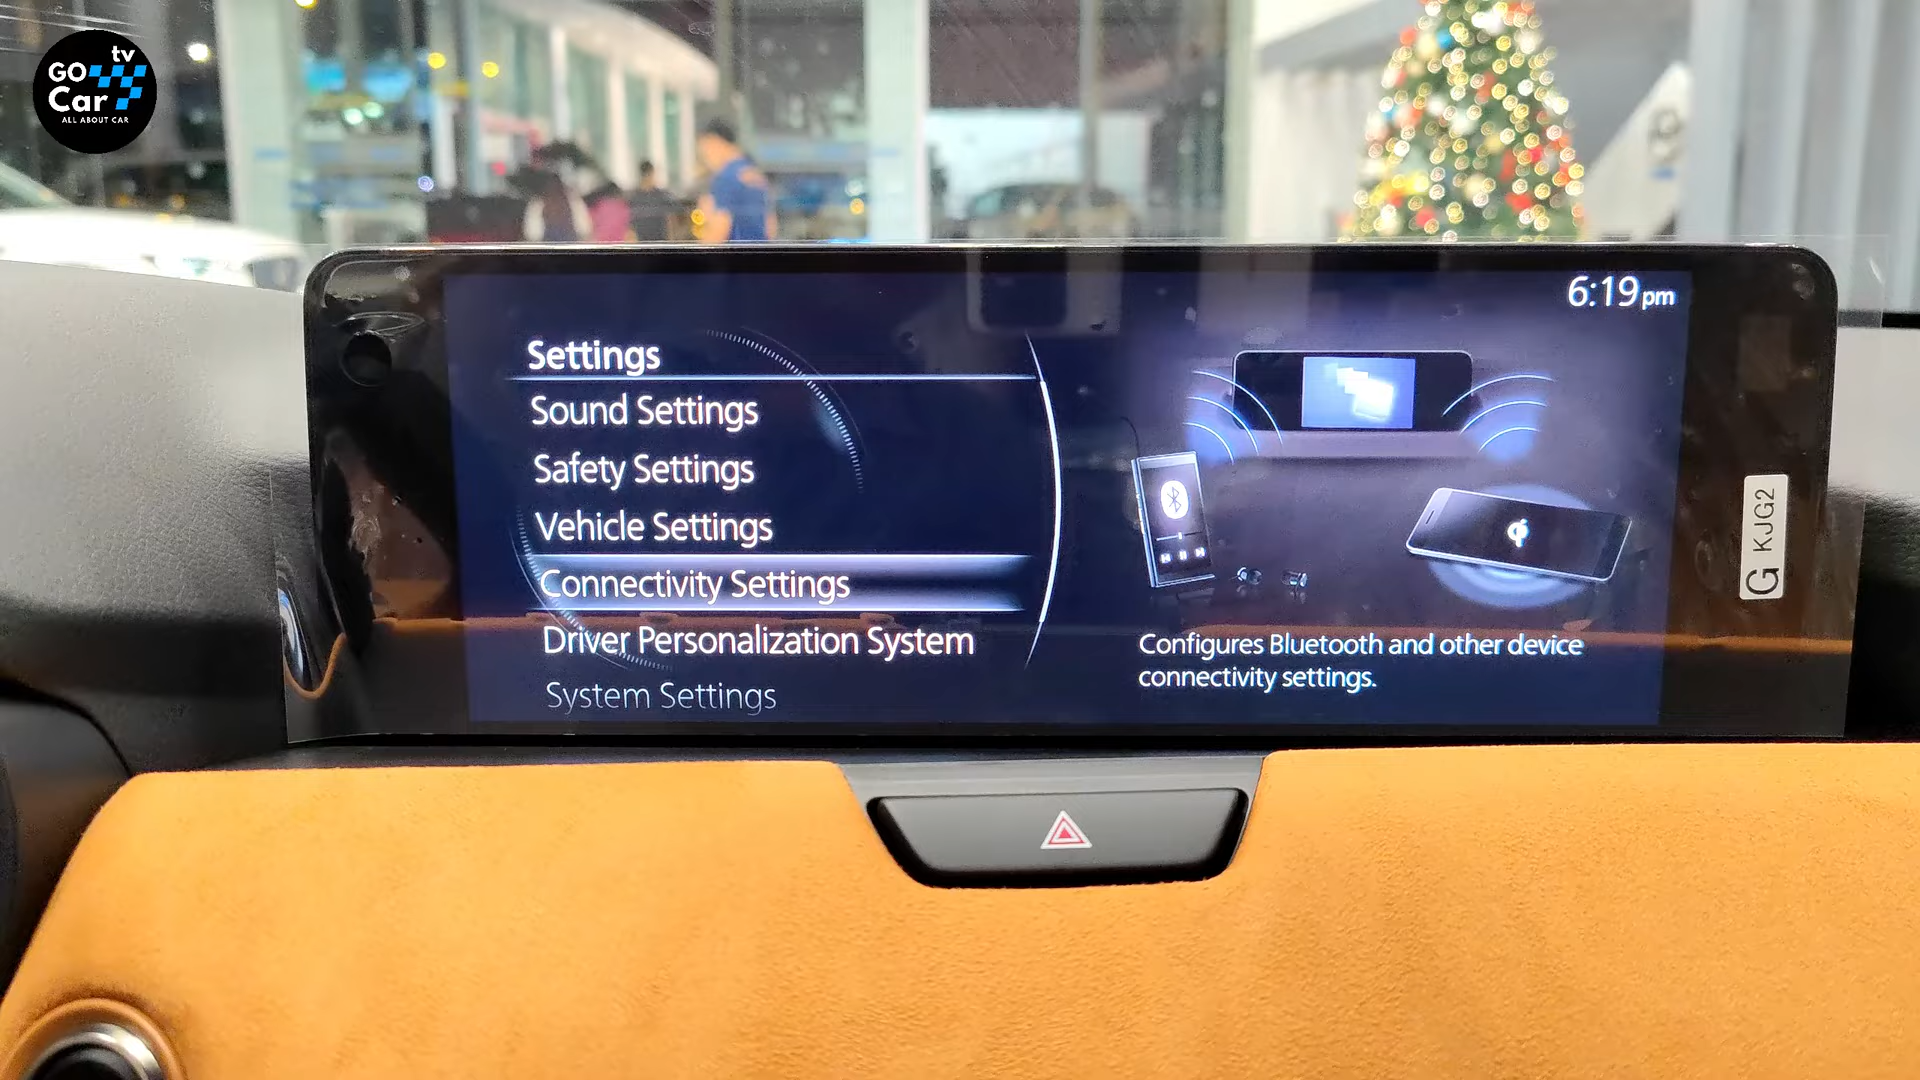 tv
GO
Car
ALL ABOUT CAR
6:19pm
Settings
Sound Settings
Safety Settings
Vehicle Settings
Connectivity Settings
Driver Personalization System
System Settings
Configures Bluetooth and other device
connectivity settings.
G KJG2